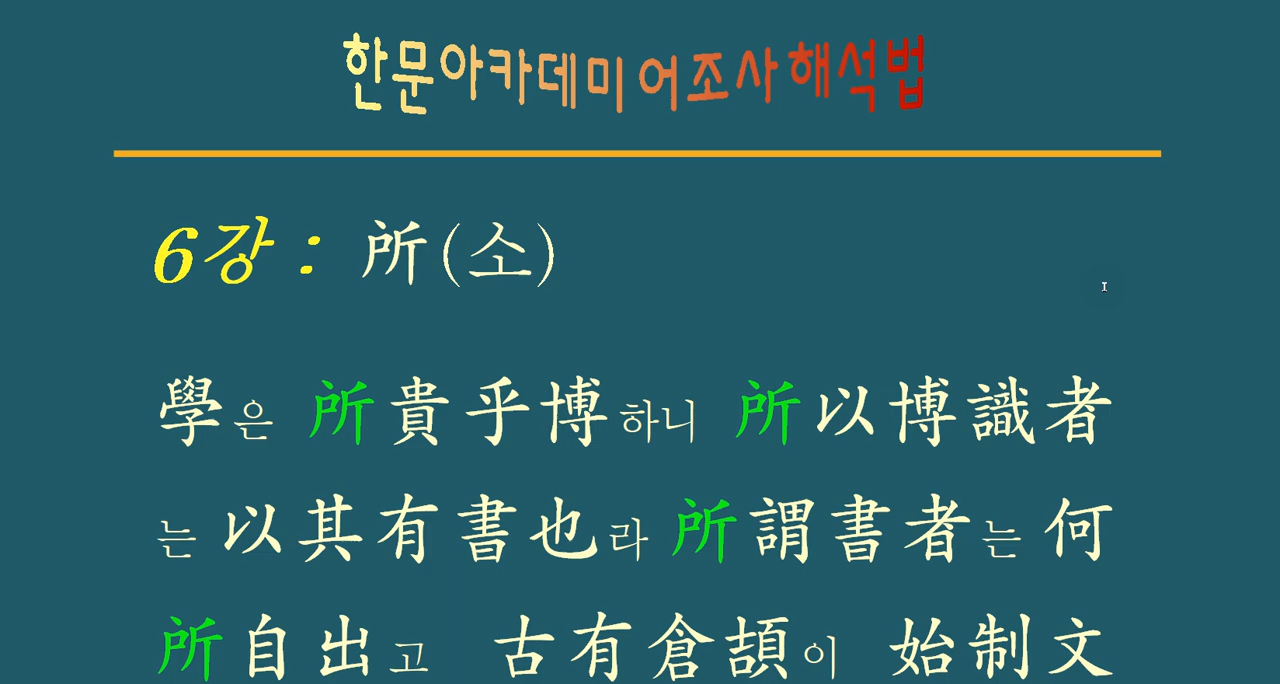 한문아카데미 어조사해석법
6강 : 所(소)
學은 所貴乎博하니 所以博識者
는 以其有書也라 所謂書者는 何
所自出고 古有倉頡이 始制文